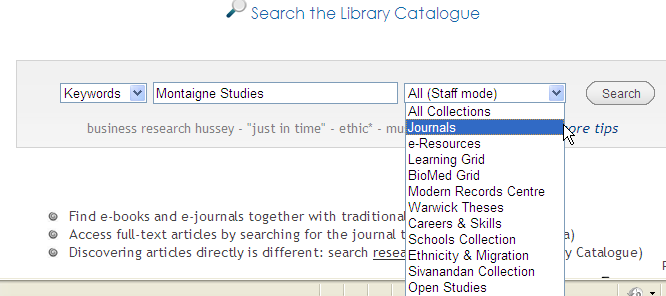 Search the Library Catalogue
Keywords Montaigne Studies All (Staff mode) Search
All Collections
business research hussey - "just in time" - ethic* - mu ore tips
Journals
e-Resources
Learning Grid
BioMed Grid
Modern Records Centre
Warwick Theses
Careers & Skills
Schools Collection
Ethnicity & Migration
Sivanandan Collection
Open Studies
Find e-books and e-journals together with traditional
Access full-text articles by searching for the journal t a)
Discovering articles directly is different: search resea y Catalogue)